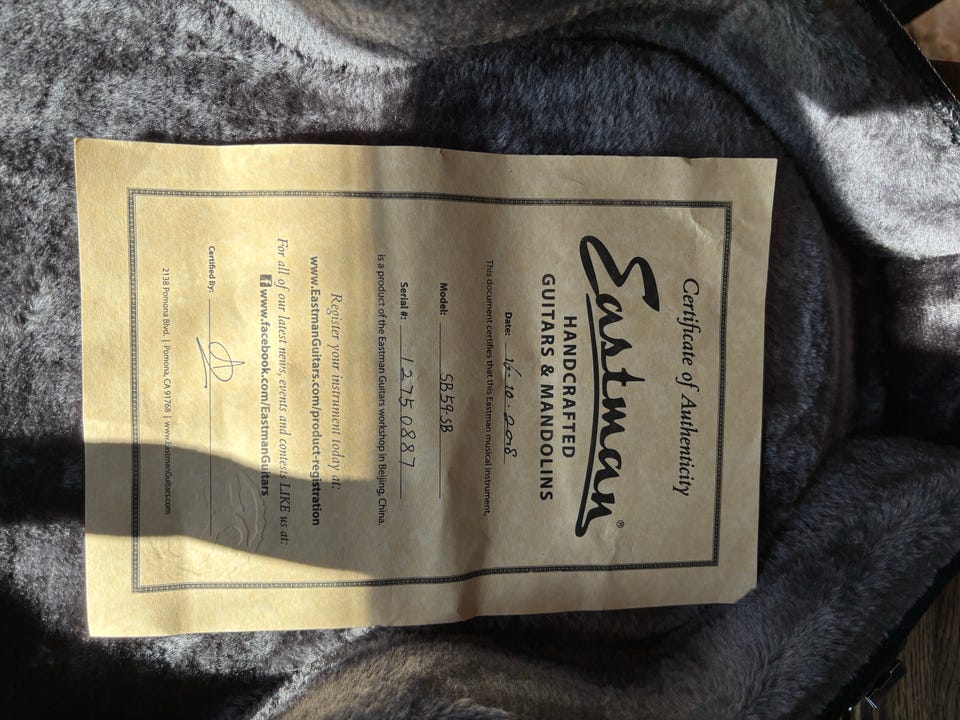 Certificate of Authenticity
Eastman®
HANDCRAFTED
GUITARS & MANDOLINS
Date: 16-10-2018
This document certifies that this Eastman musical instrument,
Model: SB59-SB
Serial #: 12750887
is a product of the Eastman Guitars workshop in Beijing, China.
Register your instrument today at:
www.EastmanGuitars.com/product-registration
For all of our latest news, events and contests LIKE us at:
f www.facebook.com/EastmanGuitars
Certified By:
2138 Pomona Blvd. | Pomona, CA 91768 | www.EastmanGuitars.com